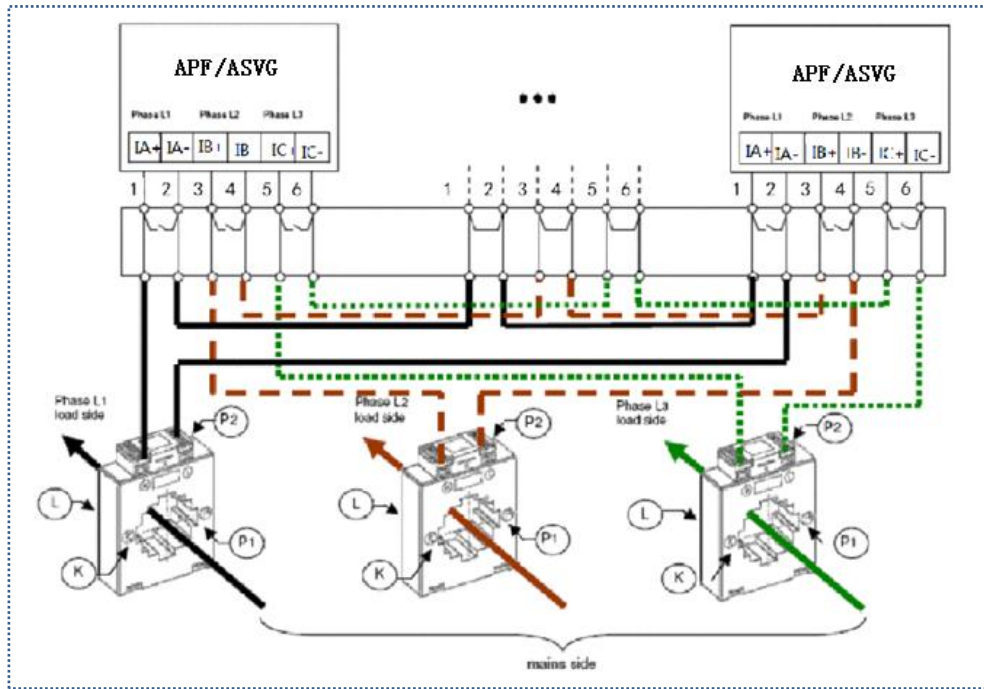 APF/ASVG APF/ASVG
•••
Phase L1 Phase L2 Phase L3 Phase L1 Phase L2 Phase L3
IA+ IA- IB+ IB IC+ IC- IA+ IA- IB+ IB- IC+ IC-
1 2 3 4 5 6 1 2 3 4 5 6 1 2 3 4 5 6
Phase L1 Phase L2 Phase L3
load side load side load side
P2 P2 P2
L L L
P1 P1 P1
K K K
mains side